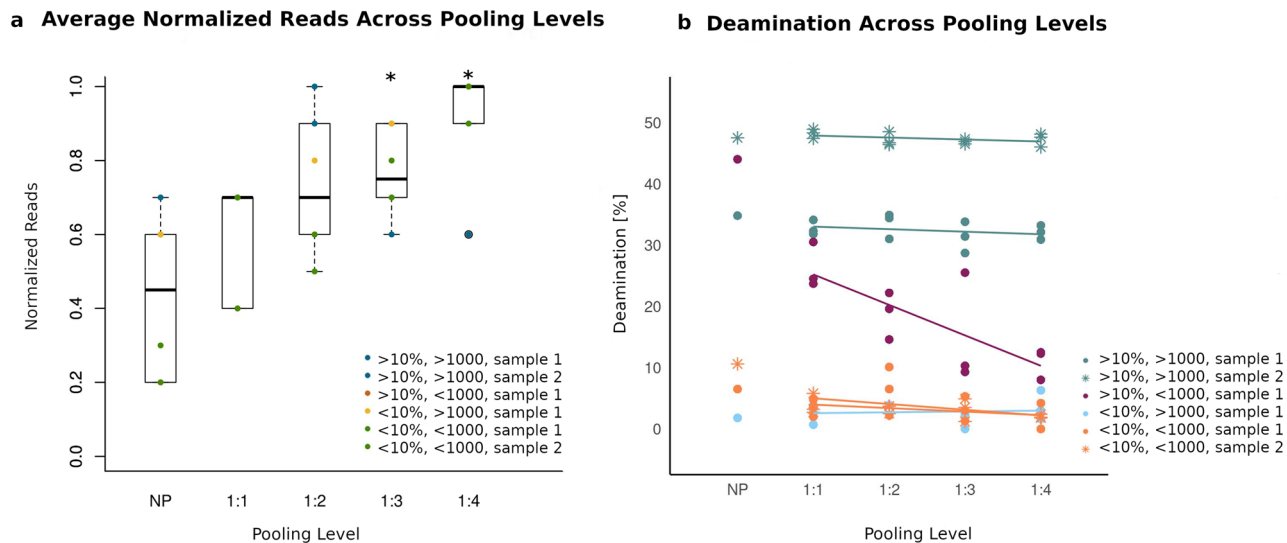 a Average Normalized Reads Across Pooling Levels
Normalized Reads
1.0
0.8
0.6
0.4
0.2
0.0
* *
>10%, >1000, sample 1
>10%, >1000, sample 2
>10%, <1000, sample 1
<10%, >1000, sample 1
<10%, <1000, sample 1
<10%, <1000, sample 2
NP 1:1 1:2 1:3 1:4
Pooling Level
b Deamination Across Pooling Levels
Deamination [%]
50
40
30
20
10
0
>10%, >1000, sample 1
>10%, >1000, sample 2
>10%, <1000, sample 1
<10%, >1000, sample 1
<10%, <1000, sample 1
<10%, <1000, sample 2
NP 1:1 1:2 1:3 1:4
Pooling Level